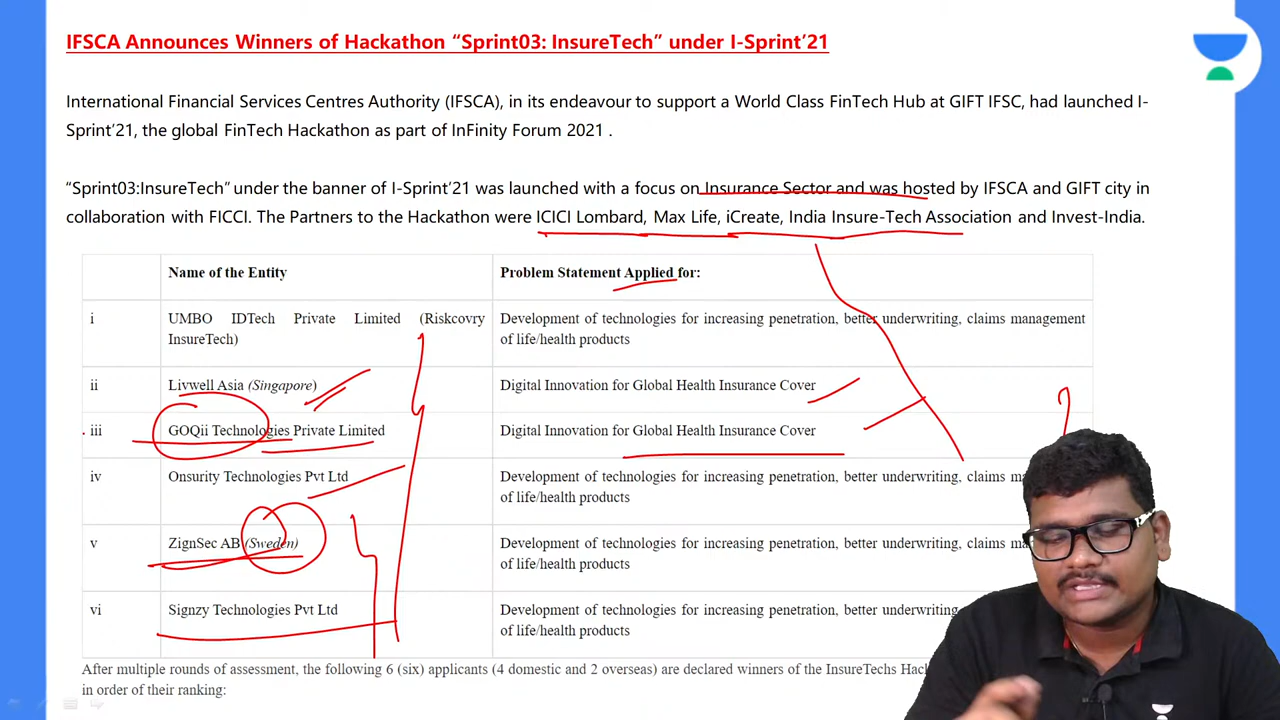 IFSCA Announces Winners of Hackathon “Sprint03: InsureTech” under I-Sprint’21
International Financial Services Centres Authority (IFSCA), in its endeavour to support a World Class FinTech Hub at GIFT IFSC, had launched I-
Sprint’21, the global FinTech Hackathon as part of InFinity Forum 2021 .
“Sprint03:InsureTech” under the banner of I-Sprint’21 was launched with a focus on Insurance Sector and was hosted by IFSCA and GIFT city in
collaboration with FICCI. The Partners to the Hackathon were ICICI Lombard, Max Life, iCreate, India Insure-Tech Association and Invest-India.
Name of the Entity Problem Statement Applied for:
i UMBO IDTech Private Limited (Riskcovry Development of technologies for increasing penetration, better underwriting, claims management
InsureTech) of life/health products
ii Livwell Asia (Singapore) Digital Innovation for Global Health Insurance Cover
iii GOQii Technologies Private Limited Digital Innovation for Global Health Insurance Cover
iv Onsurity Technologies Pvt Ltd Development of technologies for increasing penetration, better underwriting, claims
of life/health products
v ZignSec AB (Sweden) Development of technologies for increasing penetration, better underwriting, claims
of life/health products
vi Signzy Technologies Pvt Ltd Development of technologies for increasing penetration, better underwriting
of life/health products
After multiple rounds of assessment, the following 6 (six) applicants (4 domestic and 2 overseas) are declared winners of the InsureTechs
in order of their ranking: